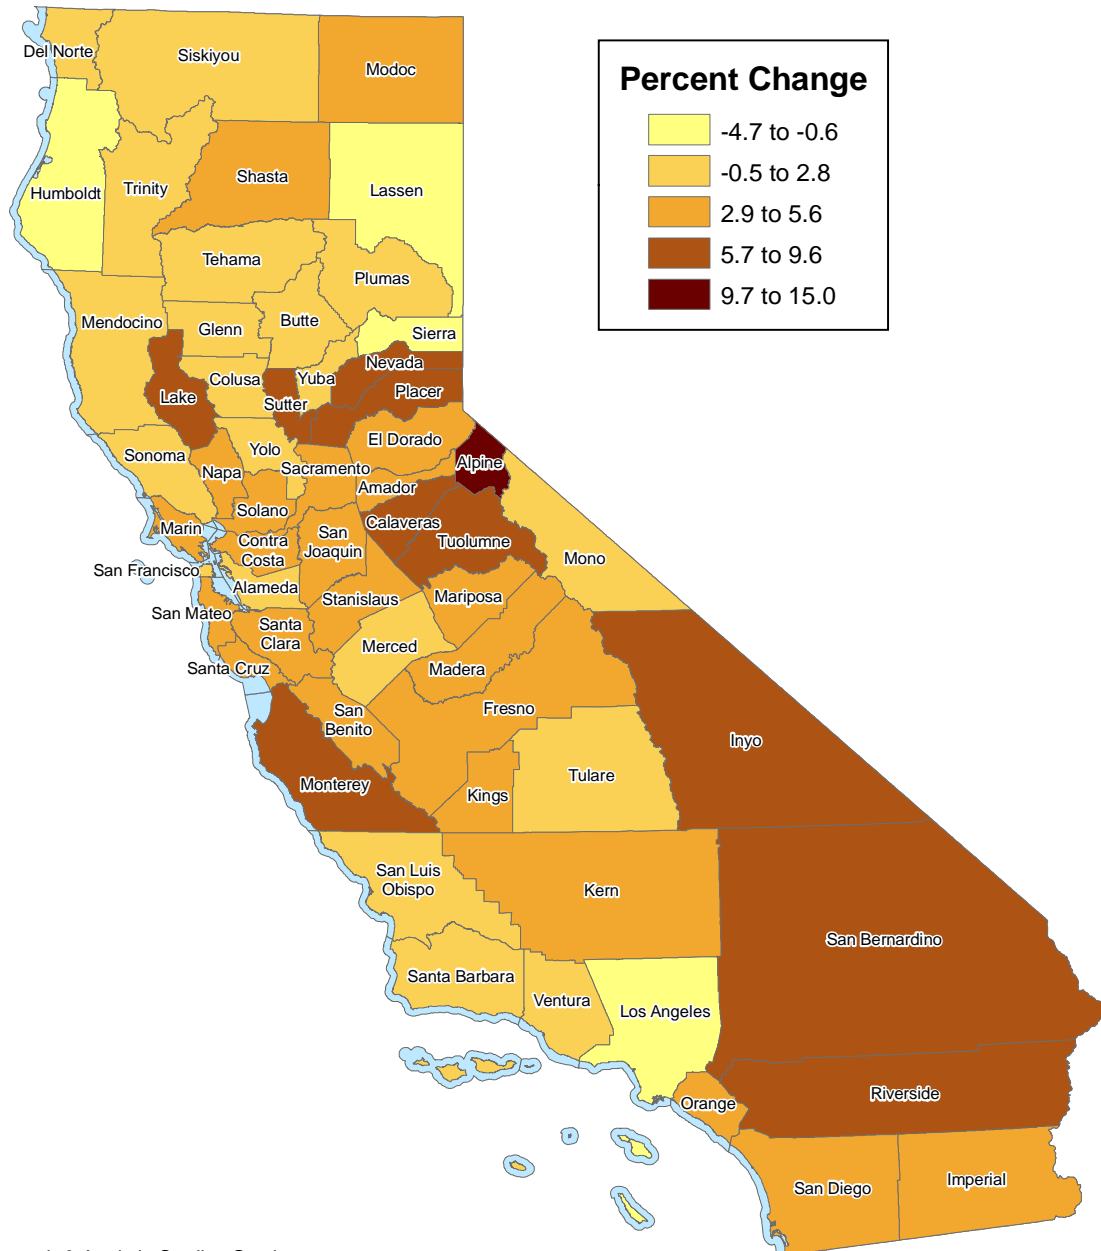 Percent Change
-4.7 to -0.6
-0.5 to 2.8
2.9 to 5.6
5.7 to 9.6
9.7 to 15.0
Del Norte
Siskiyou
Modoc
Humboldt
Trinity
Shasta
Lassen
Tehama
Plumas
Mendocino
Glenn
Butte
Sierra
Nevada
Colusa
Yuba
Placer
Lake
Sutter
El Dorado
Sonoma
Yolo
Napa
Sacramento
Alpine
Amador
Solano
Calaveras
Marin
San
Joaquin
Contra
Costa
Tuolumne
Mono
San Francisco
Alameda
Stanislaus
Mariposa
San Mateo
Santa
Clara
Merced
Santa Cruz
Madera
San
Benito
Fresno
Inyo
Monterey
Kings
Tulare
San Luis
Obispo
Kern
San Bernardino
Santa Barbara
Ventura
Los Angeles
Orange
Riverside
San Diego
Imperial